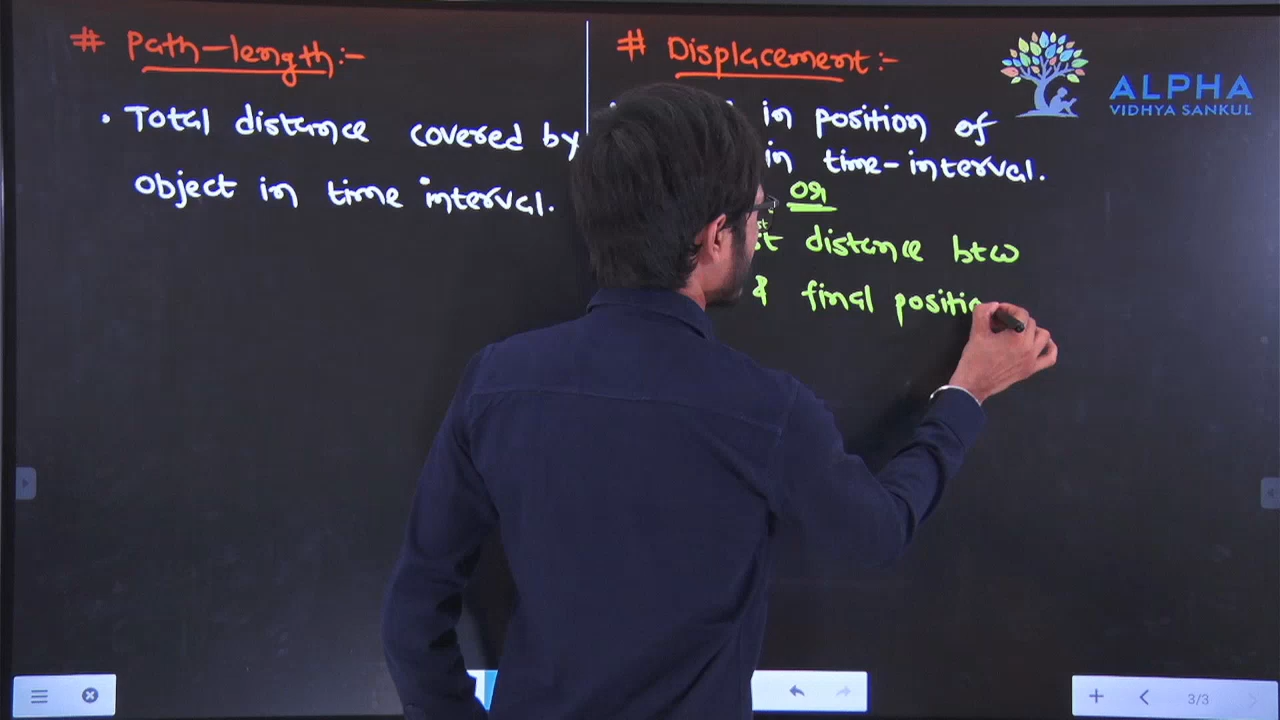 # Path-length:-
• Total distance covered by
object in time interval.
# Displacement:-
in position of
in time-interval.
or
distance btw
& final positio
ALPHA
VIDHYA SANKUL
3/3